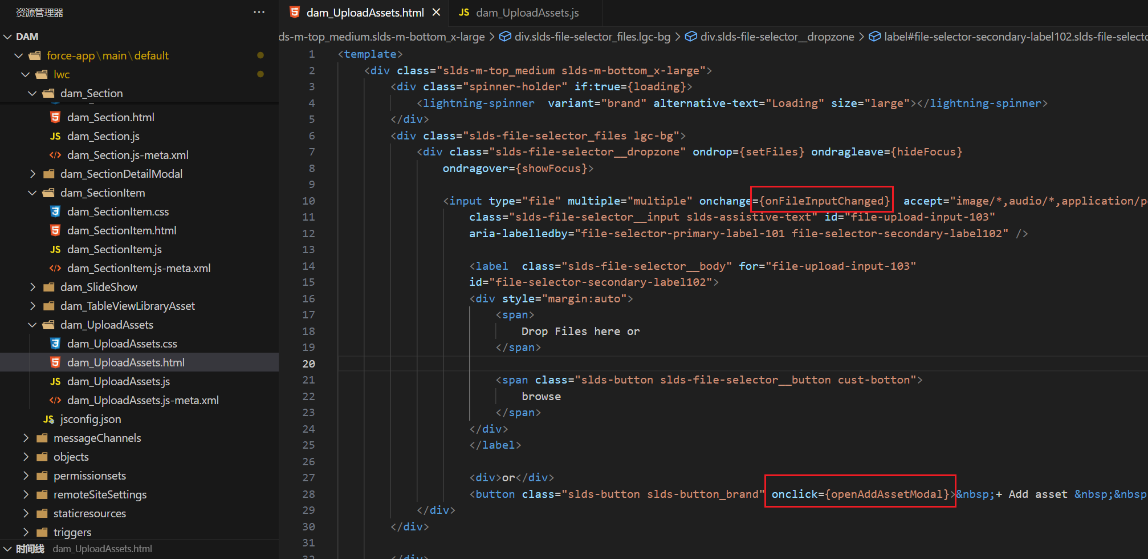 资源管理器
DAM
force-app\main\default
lwc
dam_Section
dam_Section.html
JS dam_Section.js
dam_Section.js-meta.xml
dam_SectionDetailModal
dam_SectionItem
dam_SectionItem.css
dam_SectionItem.html
JS dam_SectionItem.js
dam_SectionItem.js-meta.xml
dam_SlideShow
dam_TableViewLibraryAsset
dam_UploadAssets
dam_UploadAssets.css
dam_UploadAssets.html
JS dam_UploadAssets.js
dam_UploadAssets.js-meta.xml
JS jsconfig.json
messageChannels
objects
permissionsets
remoteSiteSettings
staticresources
triggers
时间线 dam_UploadAssets.html
dam_UploadAssets.html JS dam_UploadAssets.js
ds-m-top_medium.slds-m-bottom_x-large > div.slds-file-selector_files.lgc-bg > div.slds-file-selector__dropzone > label#file-selector-secondary-label102.slds-file-selecto
1 <template>
2 <div class="slds-m-top_medium slds-m-bottom_x-large">
3 <div class="spinner-holder" if:true={loading}>
4 <lightning-spinner variant="brand" alternative-text="Loading" size="large"></lightning-spinner>
5 </div>
6 <div class="slds-file-selector_files lgc-bg">
7 <div class="slds-file-selector__dropzone" ondrop={setFiles} ondragleave={hideFocus}
8 ondragover={showFocus}>
9
10 <input type="file" multiple="multiple" onchange={onFileInputChanged} accept="image/*,audio/*,application/p
11 class="slds-file-selector__input slds-assistive-text" id="file-upload-input-103"
12 aria-labelledby="file-selector-primary-label-101 file-selector-secondary-label102" />
13
14 <label class="slds-file-selector__body" for="file-upload-input-103"
15 id="file-selector-secondary-label102">
16 <div style="margin:auto">
17 <span>
18 Drop Files here or
19 </span>
20
21 <span class="slds-button slds-file-selector__button cust-botton">
22 browse
23 </span>
24 </div>
25 </label>
26
27 <div>or</div>
28 <button class="slds-button slds-button_brand" onclick={openAddAssetModal}>&nbsp;+ Add asset &nbsp;&nbsp
29 </div>
30 </div>
31
32 </div>